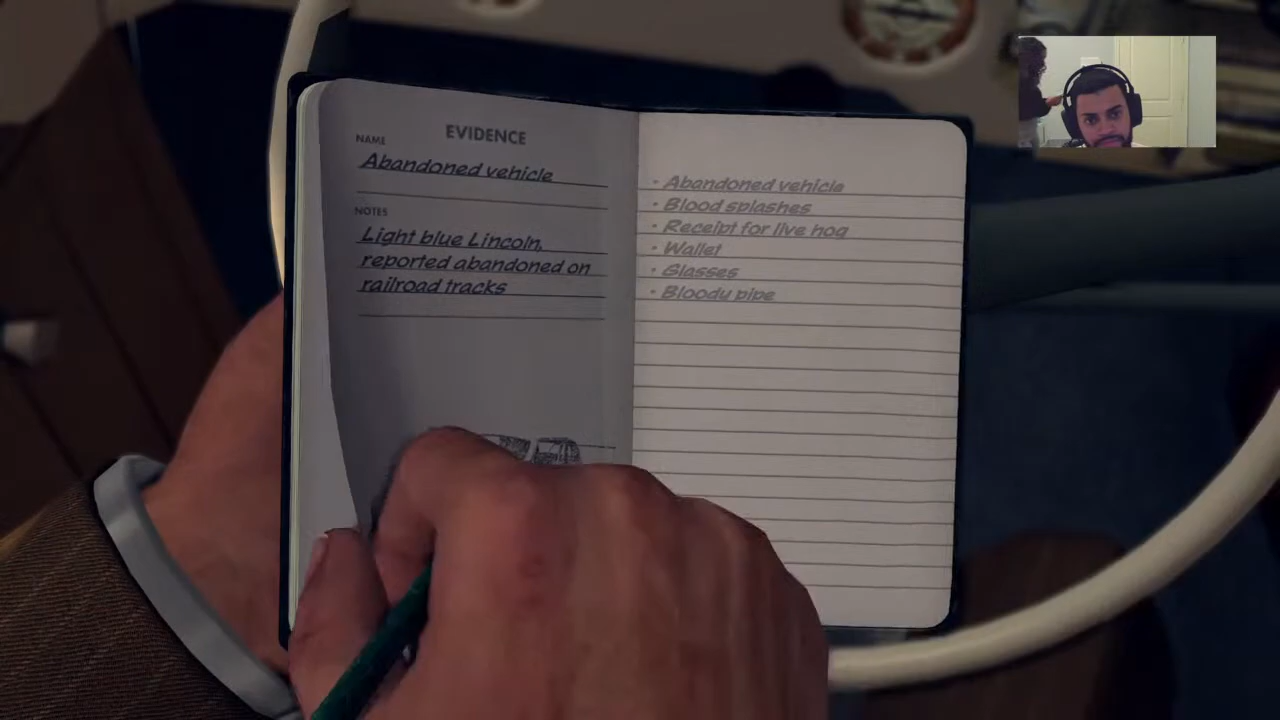 EVIDENCE
NAME
Abandoned vehicle
NOTES
Light blue Lincoln,
reported abandoned on
railroad tracks
• Abandoned vehicle
• Blood splashes
• Receipt for live hog
• Wallet
• Glasses
• Bloody pipe